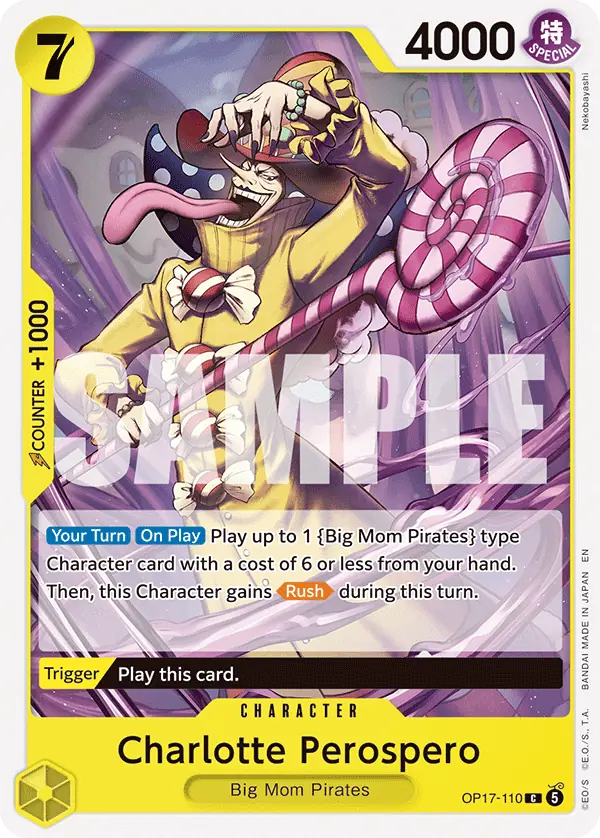 7
4000
特
SPECIAL
Nekobayashi
COUNTER +1000
SAMPLE
Your Turn On Play Play up to 1 {Big Mom Pirates} type
Character card with a cost of 6 or less from your hand.
Then, this Character gains Rush during this turn.
Trigger Play this card.
CHARACTER
Charlotte Perospero
Big Mom Pirates
OP17-110 C 5
©E.O./S., T.A. BANDAI MADE IN JAPAN EN
©EO/S